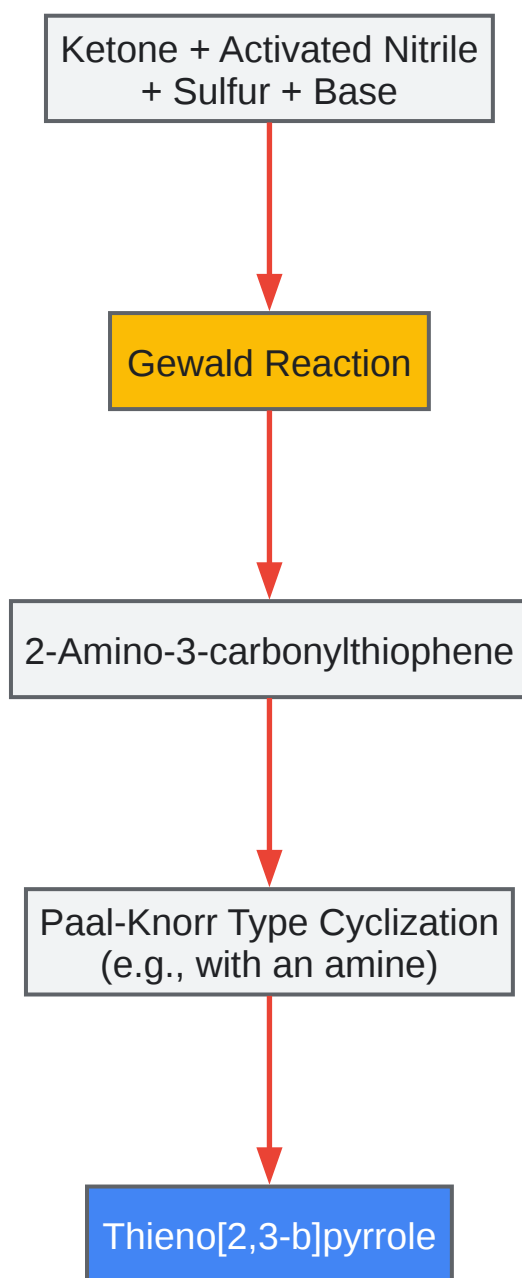 Ketone + Activated Nitrile
+ Sulfur + Base
Gewald Reaction
2-Amino-3-carbonylthiophene
Paal-Knorr Type Cyclization
(e.g., with an amine)
Thieno[2,3-b]pyrrole